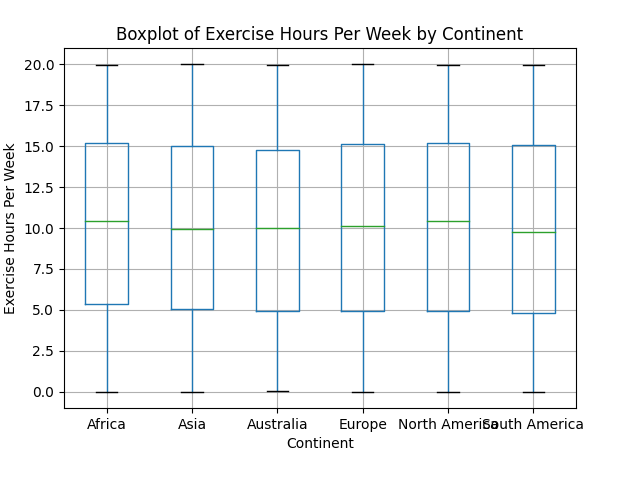 Boxplot of Exercise Hours Per Week by Continent
Exercise Hours Per Week
20.0
17.5
15.0
12.5
10.0
7.5
5.0
2.5
0.0
Africa Asia Australia Europe North America South America
Continent